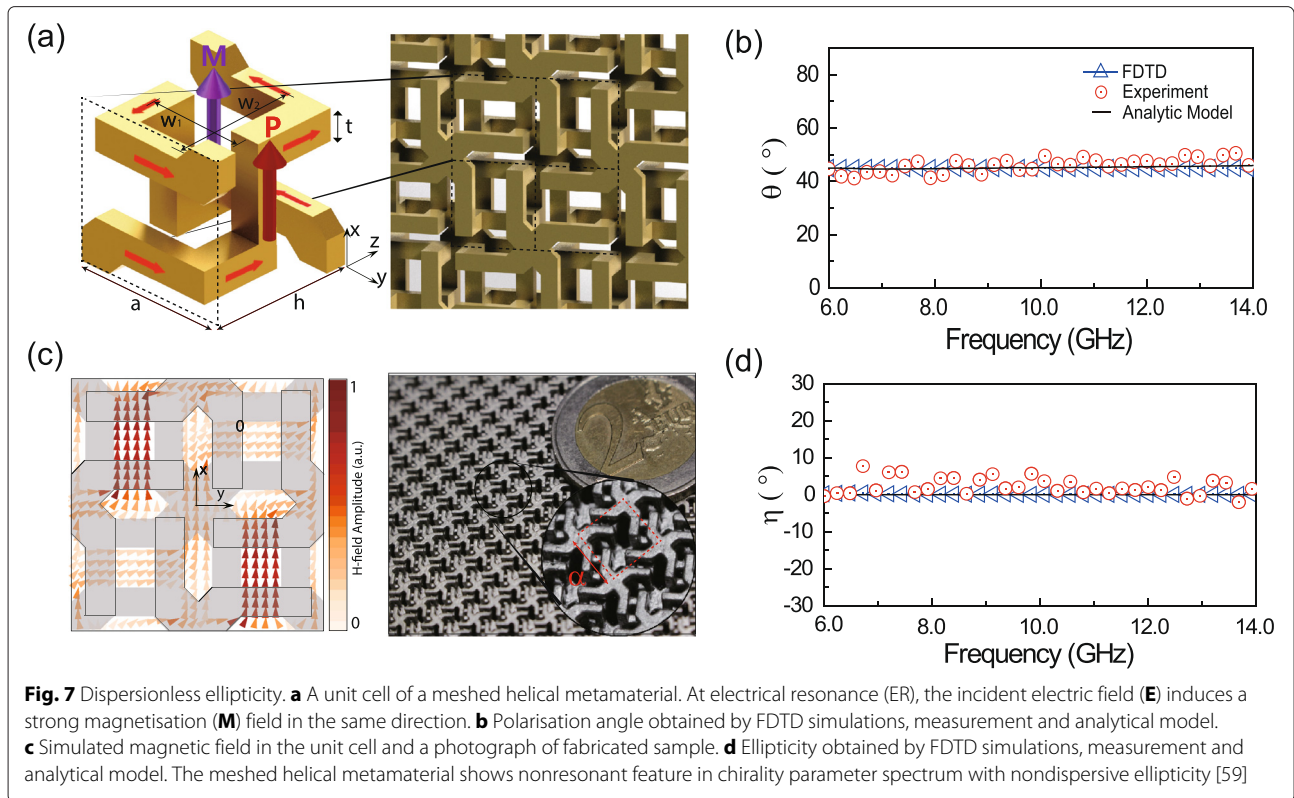 (a)
M
P
w₁
w₂
t
a
h
x
z
y
(b)
θ (°)
80
60
40
20
0
FDTD
Experiment
Analytic Model
6.0 8.0 10.0 12.0 14.0
Frequency (GHz)
(c)
0
x
y
1
H-field Amplitude (a.u.)
0
2
α
(d)
η (°)
30
20
10
0
-10
-20
-30
6.0 8.0 10.0 12.0 14.0
Frequency (GHz)
Fig. 7 Dispersionless ellipticity. a A unit cell of a meshed helical metamaterial. At electrical resonance (ER), the incident electric field (E) induces a
strong magnetisation (M) field in the same direction. b Polarisation angle obtained by FDTD simulations, measurement and analytical model.
c Simulated magnetic field in the unit cell and a photograph of fabricated sample. d Ellipticity obtained by FDTD simulations, measurement and
analytical model. The meshed helical metamaterial shows nonresonant feature in chirality parameter spectrum with nondispersive ellipticity [59]